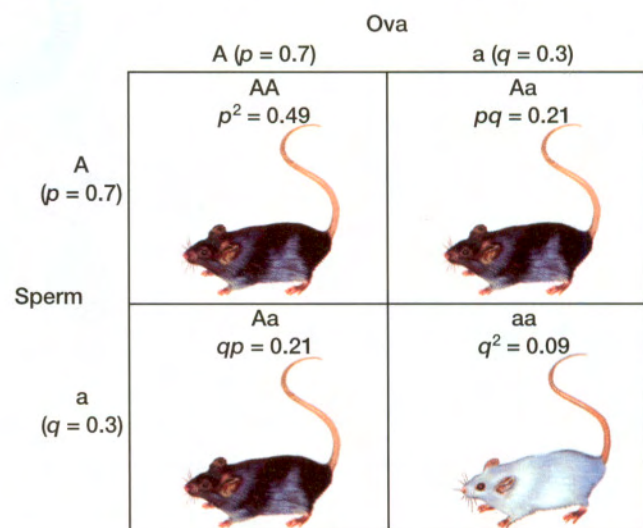 Ova
A (p = 0.7)
a (q = 0.3)
AA
p² = 0.49
Aa
pq = 0.21
A
(p = 0.7)
Sperm
Aa
qp = 0.21
aa
q² = 0.09
a
(q = 0.3)